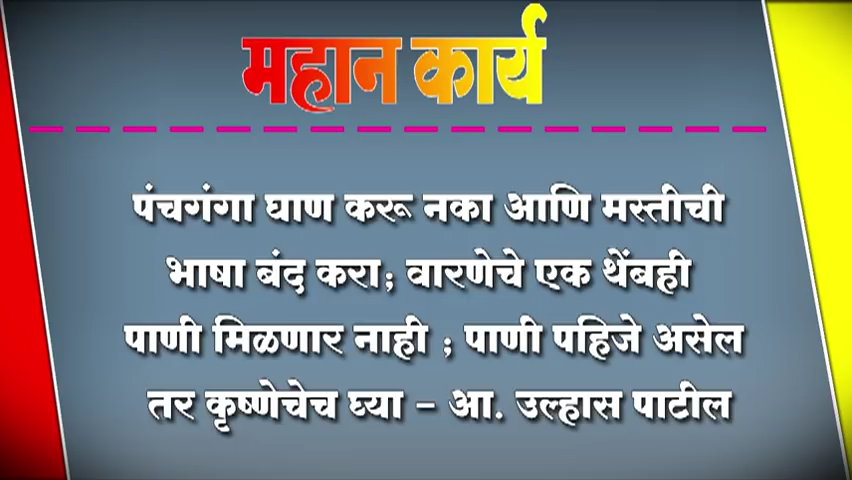 महान कार्य
पंचगंगा घाण करू नका आणि मस्तीची
भाषा बंद करा; वारणेचे एक थेंबही
पाणी मिळणार नाही ; पाणी पहिजे असेल
तर कृष्णेचेच घ्या - आ. उल्हास पाटील